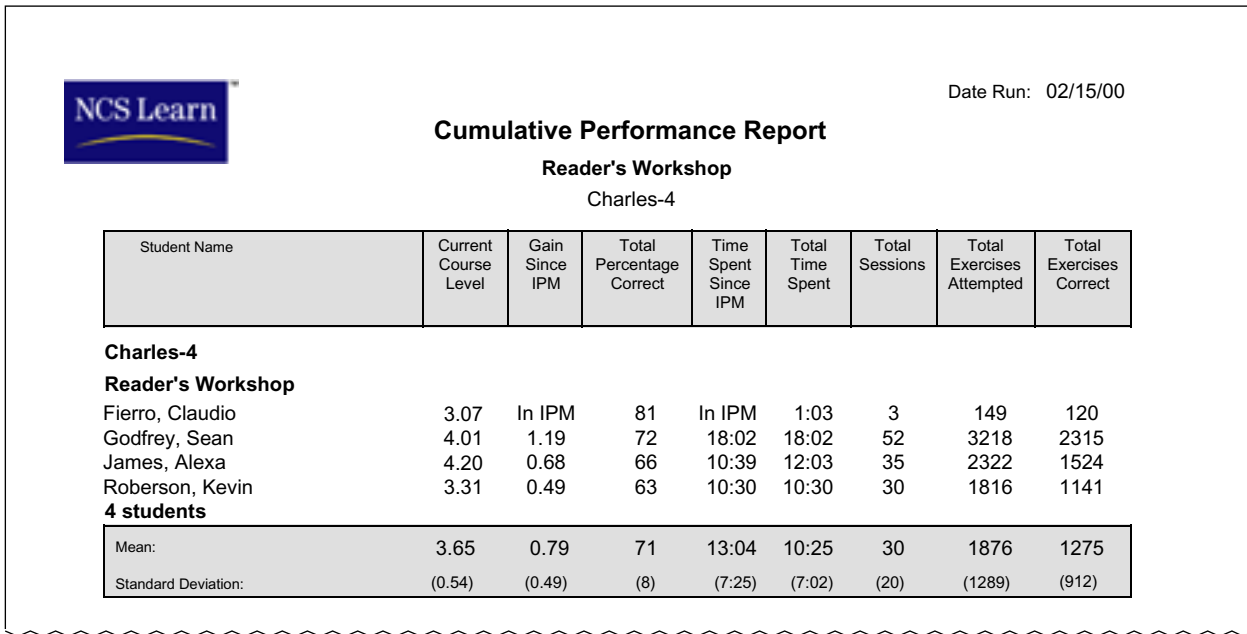 NCS Learn™
Date Run: 02/15/00
Cumulative Performance Report
Reader's Workshop
Charles-4
Student Name Current Course Level Gain Since IPM Total Percentage Correct Time Spent Since IPM Total Time Spent Total Sessions Total Exercises Attempted Total Exercises Correct
Charles-4
Reader's Workshop
Fierro, Claudio 3.07 In IPM 81 In IPM 1:03 3 149 120
Godfrey, Sean 4.01 1.19 72 18:02 18:02 52 3218 2315
James, Alexa 4.20 0.68 66 10:39 12:03 35 2322 1524
Roberson, Kevin 3.31 0.49 63 10:30 10:30 30 1816 1141
4 students
Mean: 3.65 0.79 71 13:04 10:25 30 1876 1275
Standard Deviation: (0.54) (0.49) (8) (7:25) (7:02) (20) (1289) (912)